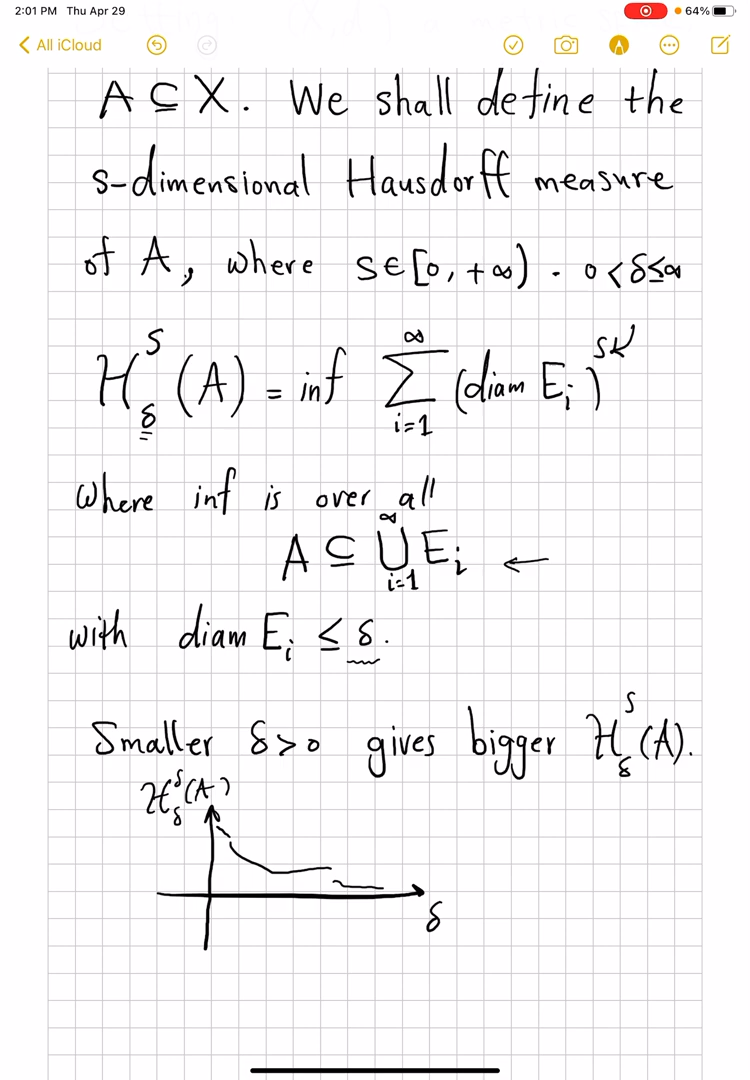 2:01 PM Thu Apr 29
64%
All iCloud
A ⊆ X. We shall define the
s-dimensional Hausdorff measure
of A, where s∈[0, +∞). 0<δ≤∞
H^s_δ (A) = inf ∑_{i=1}^∞ (diam E_i)^s
where inf is over all
A ⊆ ⋃_{i=1}^∞ E_i ←
with diam E_i ≤ δ.
Smaller δ>0 gives bigger H^s_δ (A).
H^s_δ (A)
δ